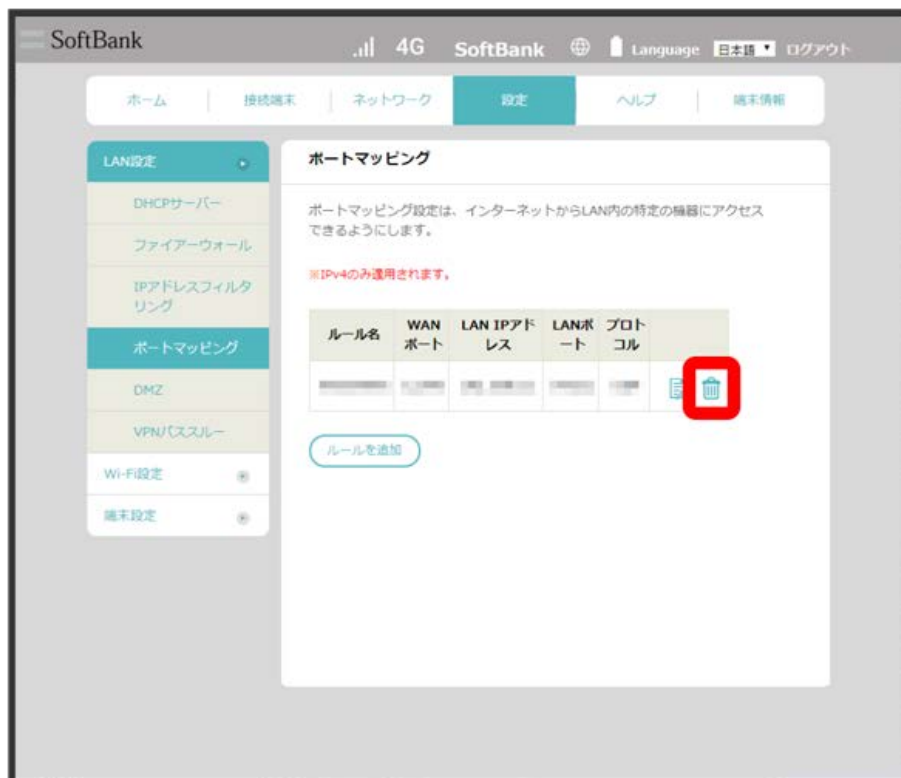 SoftBank
4G SoftBank Language 日本語 ログアウト
ホーム 接続端末 ネットワーク 設定 ヘルプ 端末情報
LAN設定
DHCPサーバー
ファイアーウォール
IPアドレスフィルタ
リング
ポートマッピング
DMZ
VPNパススルー
Wi-Fi設定
端末設定
ポートマッピング
ポートマッピング設定は、インターネットからLAN内の特定の機器にアクセス
できるようにします。
※IPv4のみ適用されます。
ルール名 WAN LAN IPアド LANポ プロト
ポート レス ート コル
ルールを追加